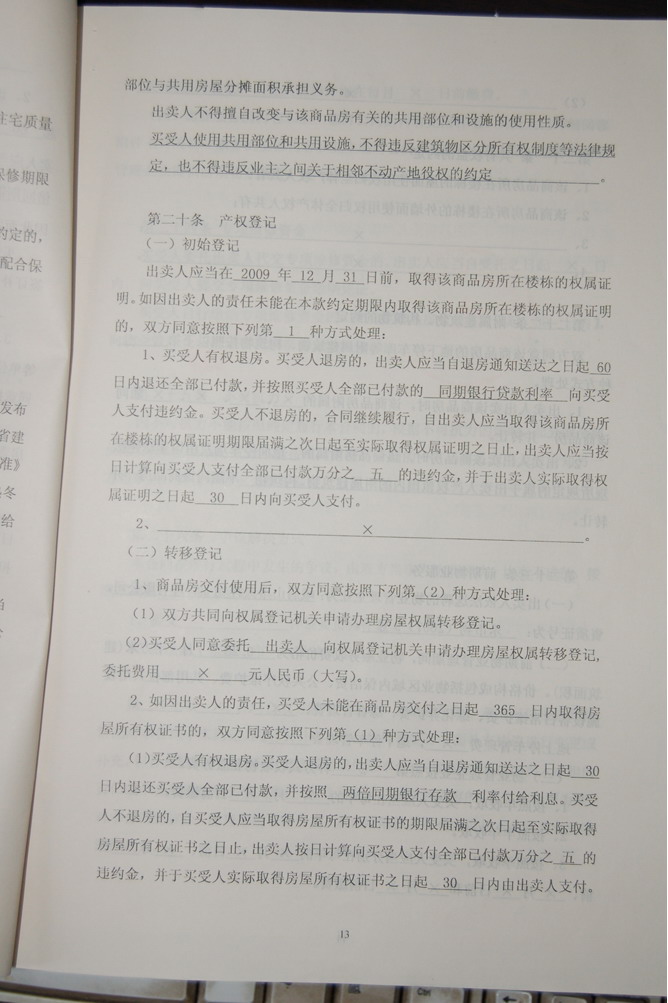 部位与共用房屋分摊面积承担义务。
出卖人不得擅自改变与该商品房有关的共用部位和设施的使用性质。
买受人使用共用部位和共用设施,不得违反建筑物区分所有权制度等法律规
定,也不得违反业主之间关于相邻不动产地役权的约定。
第二十条 产权登记
(一)初始登记
出卖人应当在 2009 年 12 月 31 日前,取得该商品房所在楼栋的权属证
明。如因出卖人的责任未能在本款约定期限内取得该商品房所在楼栋的权属证明
的,双方同意按照下列第 1 种方式处理:
1、买受人有权退房。买受人退房的,出卖人应当自退房通知送达之日起 60
日内退还全部已付款,并按照买受人全部已付款的 同期银行贷款利率 向买受
人支付违约金。买受人不退房的,合同继续履行,自出卖人应当取得该商品房所
在楼栋的权属证明期限届满之次日起至实际取得权属证明之日止,出卖人应当按
日计算向买受人支付全部已付款万分之 五 的违约金,并于出卖人实际取得权
属证明之日起 30 日内向买受人支付。
2、 × 。
(二)转移登记
1、商品房交付使用后,双方同意按照下列第(2)种方式处理:
(1)双方共同向权属登记机关申请办理房屋权属转移登记。
(2)买受人同意委托 出卖人 向权属登记机关申请办理房屋权属转移登记,
委托费用 × 元人民币(大写)。
2、如因出卖人的责任,买受人未能在商品房交付之日起 365 日内取得房
屋所有权证书的,双方同意按照下列第(1)种方式处理:
(1)买受人有权退房。买受人退房的,出卖人应当自退房通知送达之日起 30
日内退还买受人全部已付款,并按照 两倍同期银行存款 利率付给利息。买受
人不退房的,自买受人应当取得房屋所有权证书的期限届满之次日起至实际取得
房屋所有权证书之日止,出卖人按日计算向买受人支付全部已付款万分之 五 的
违约金,并于买受人实际取得房屋所有权证书之日起 30 日内由出卖人支付。
13
住宅质量
保修期限
约定的,
配合保
发布
省建
准》
冬
给